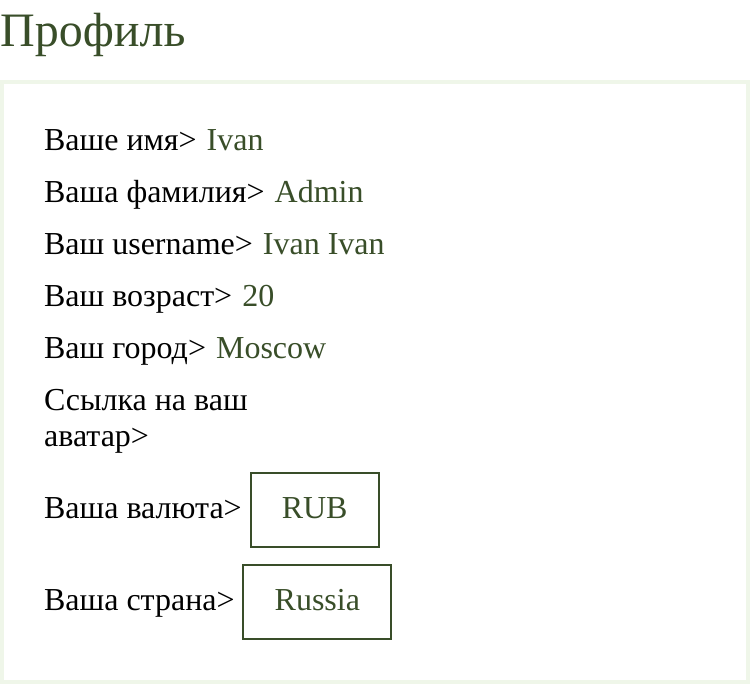 Профиль
Ваше имя> Ivan
Ваша фамилия> Admin
Ваш username> Ivan Ivan
Ваш возраст> 20
Ваш город> Moscow
Ссылка на ваш
аватар>
Ваша валюта> RUB
Ваша страна> Russia